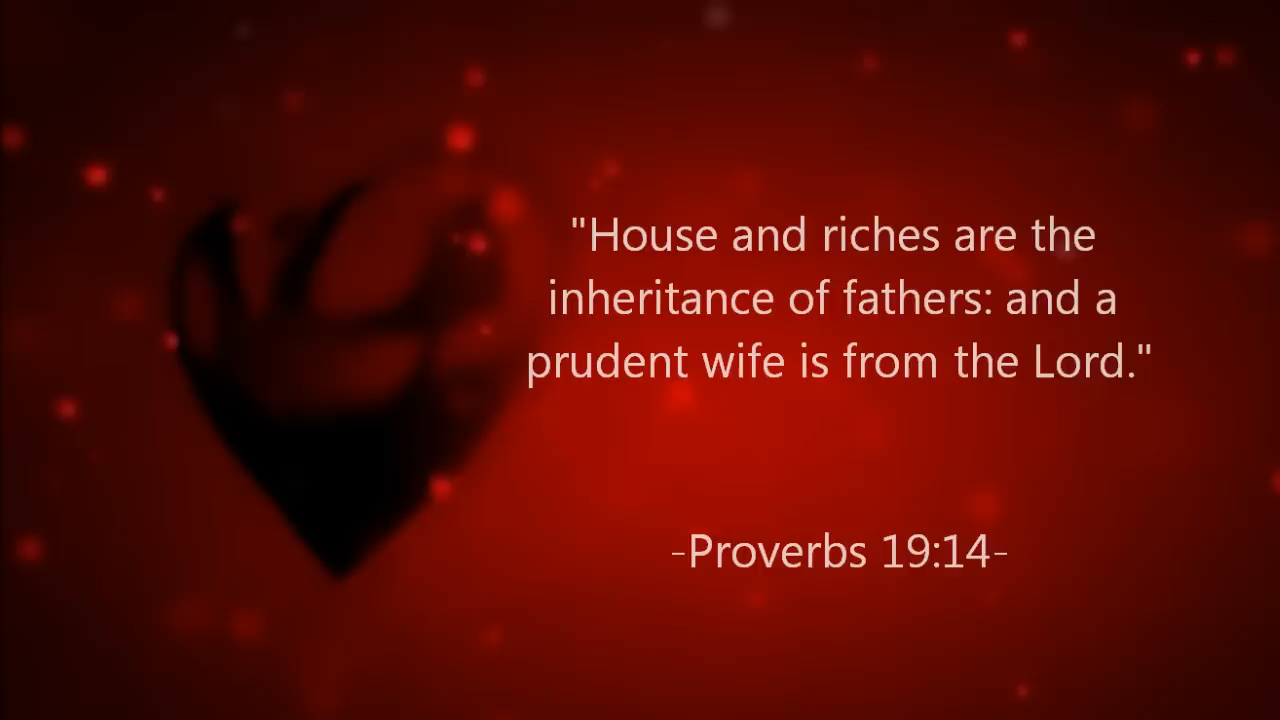 "House and riches are the
inheritance of fathers: and a
prudent wife is from the Lord."
-Proverbs 19:14-